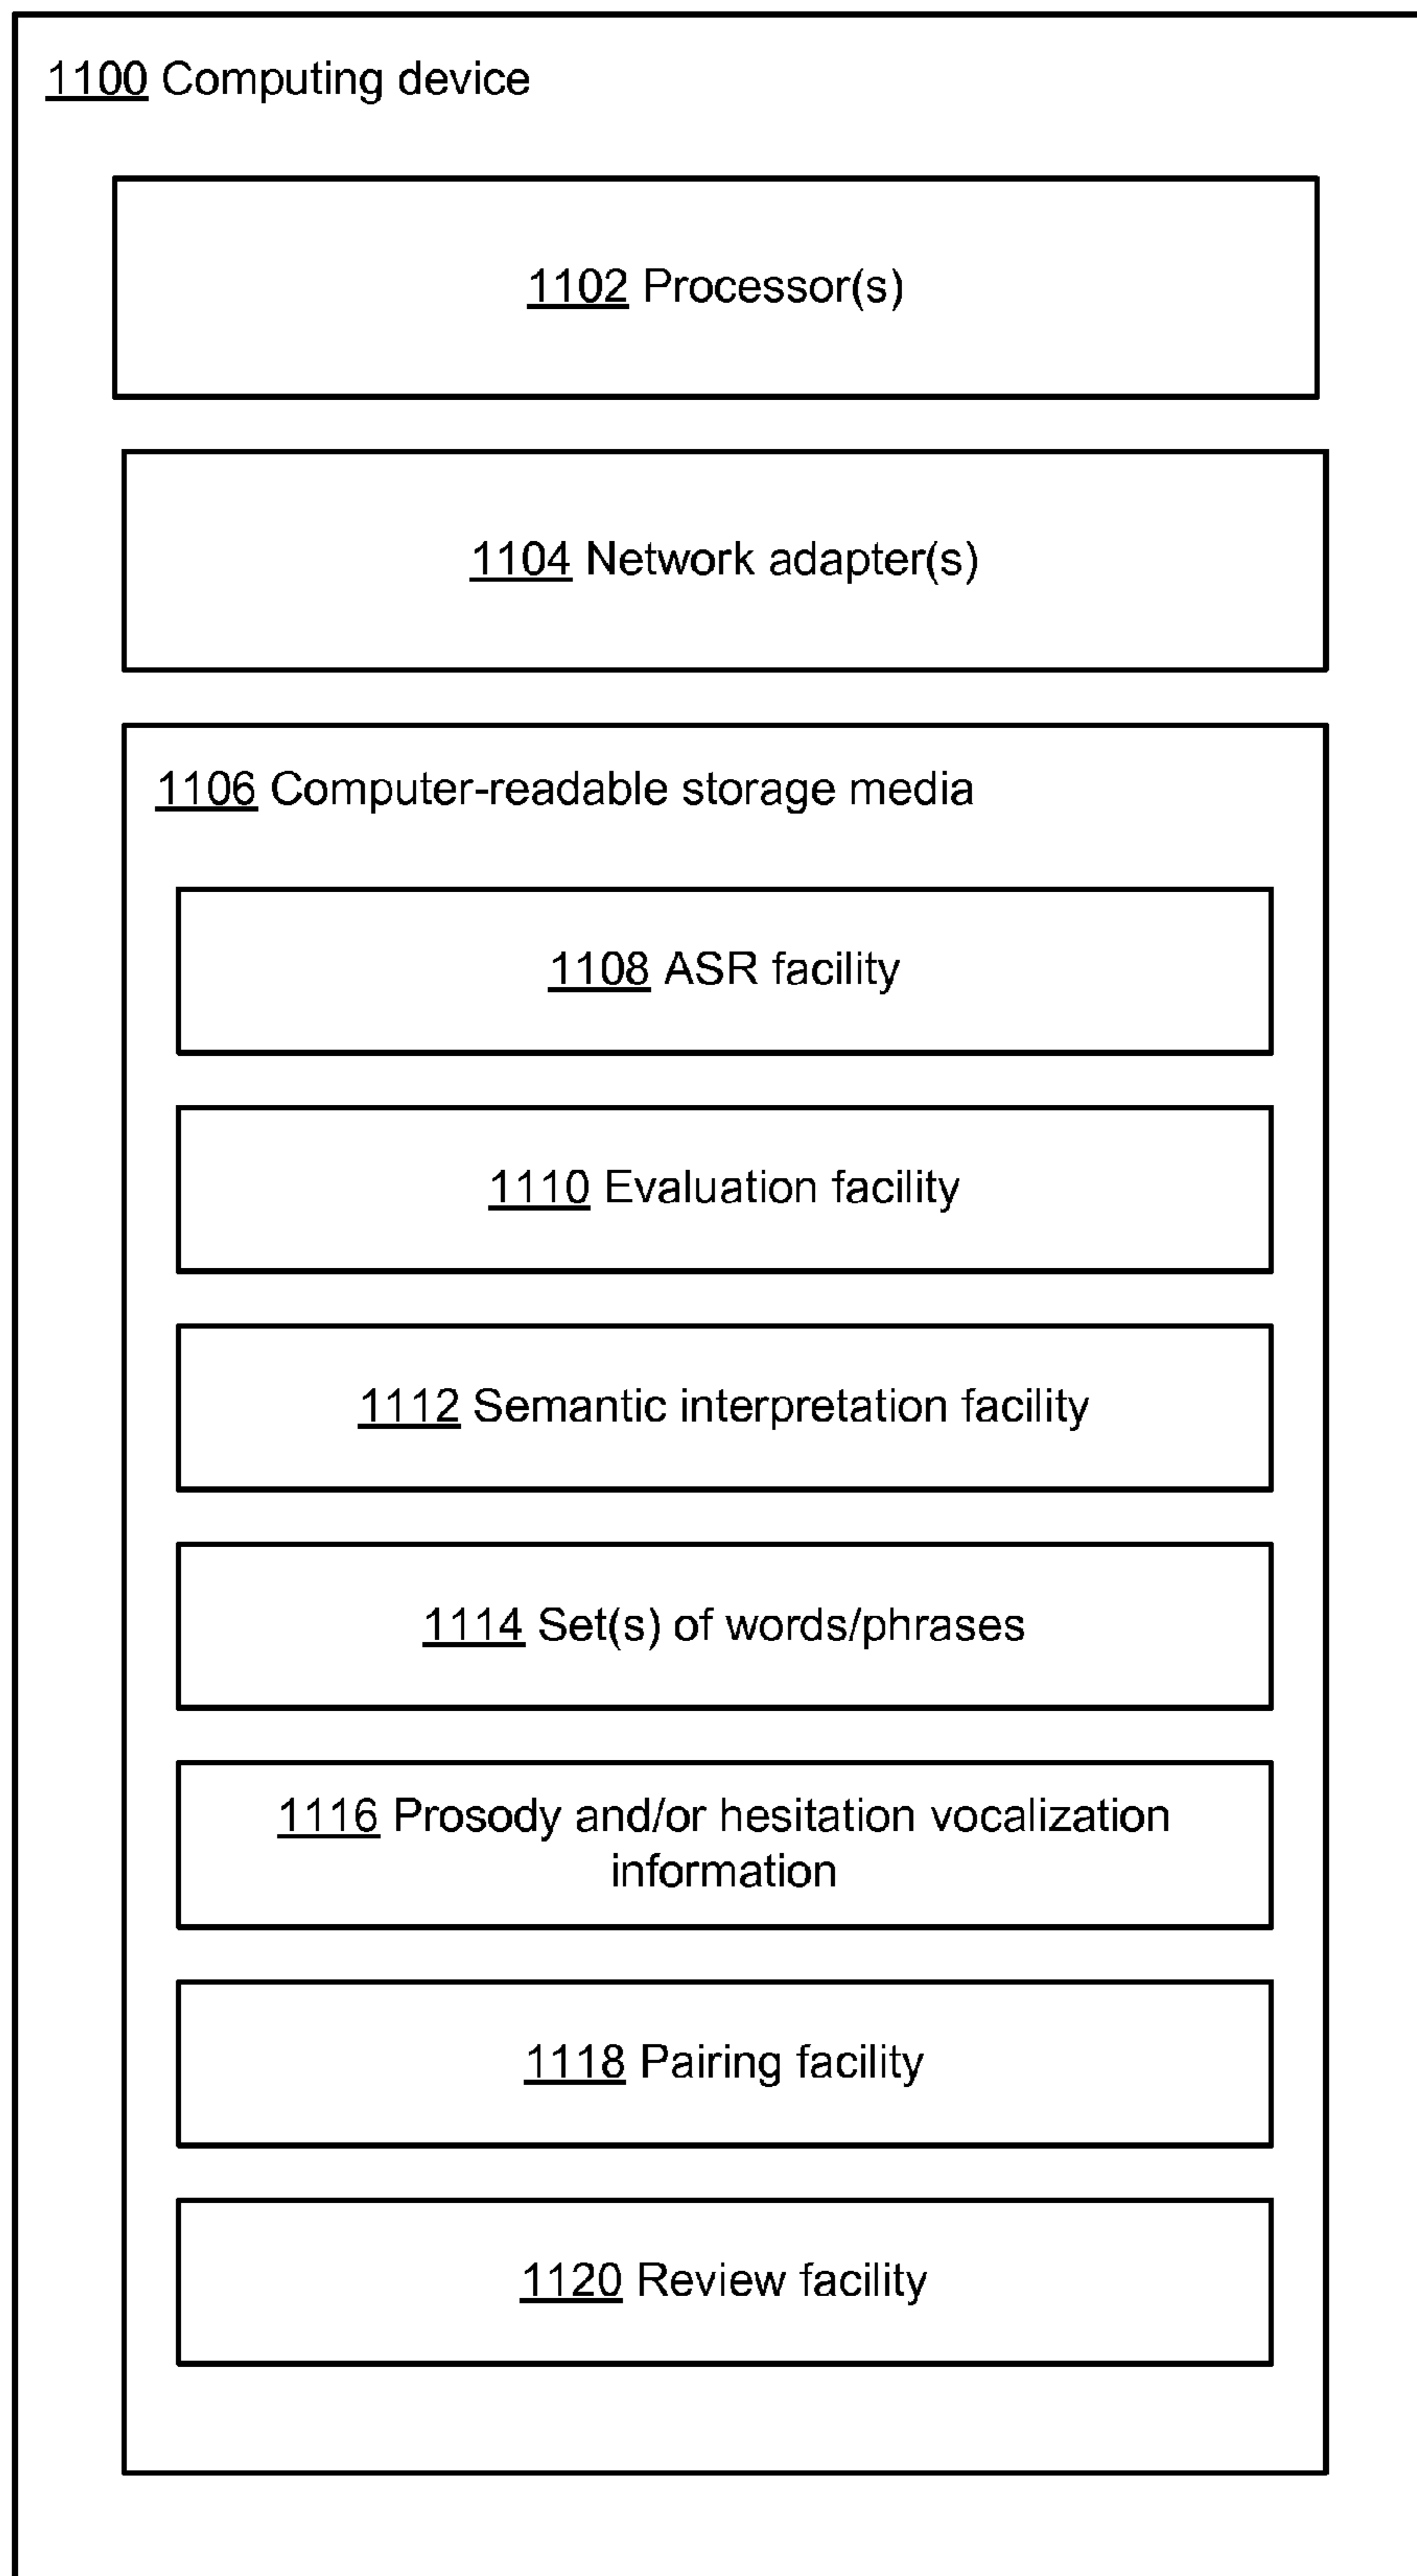 1100 Computing device
1102 Processor(s)
1104 Network adapter(s)
1106 Computer-readable storage media
1108 ASR facility
1110 Evaluation facility
1112 Semantic interpretation facility
1114 Set(s) of words/phrases
1116 Prosody and/or hesitation vocalization
information
1118 Pairing facility
1120 Review facility